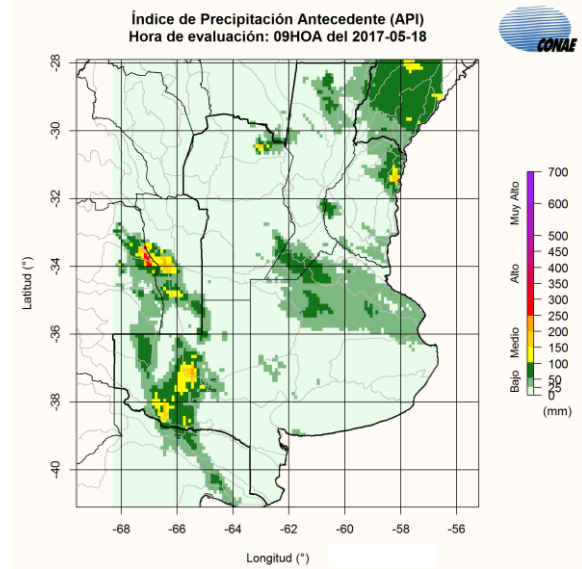 Índice de Precipitación Antecedente (API)
Hora de evaluación: 09HOA del 2017-05-18
CONAE
-28
-30
-32
-34
-36
-38
-40
Latitud (°)
-68
-66
-64
-62
-60
-58
-56
Longitud (°)
Muy Alto
Alto
Medio
Bajo
700
600
500
450
400
350
300
250
200
150
100
50
25
0
(mm)